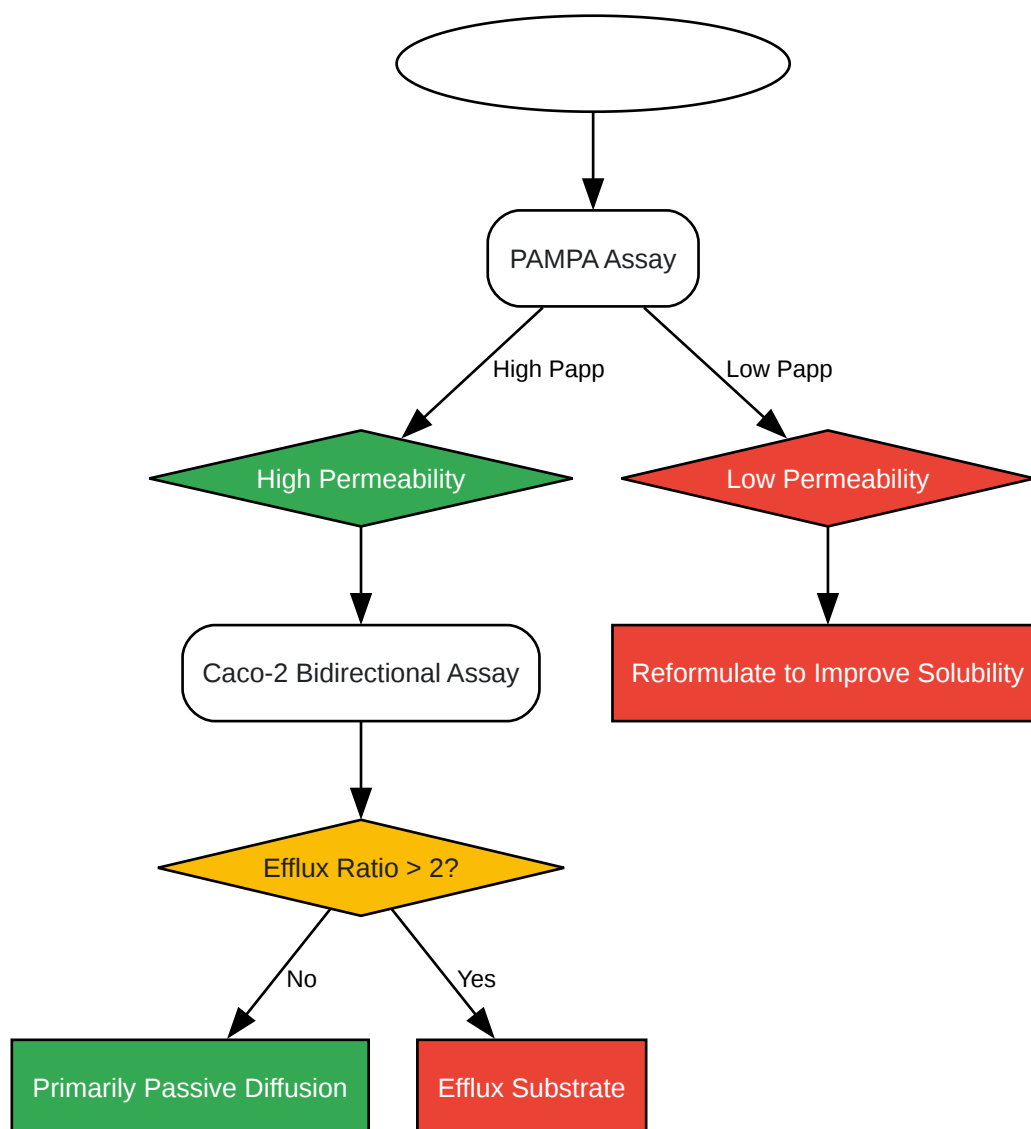 PAMPA Assay
High Papp
Low Papp
High Permeability
Low Permeability
Caco-2 Bidirectional Assay
Reformulate to Improve Solubility
Efflux Ratio > 2?
No
Yes
Primarily Passive Diffusion
Efflux Substrate